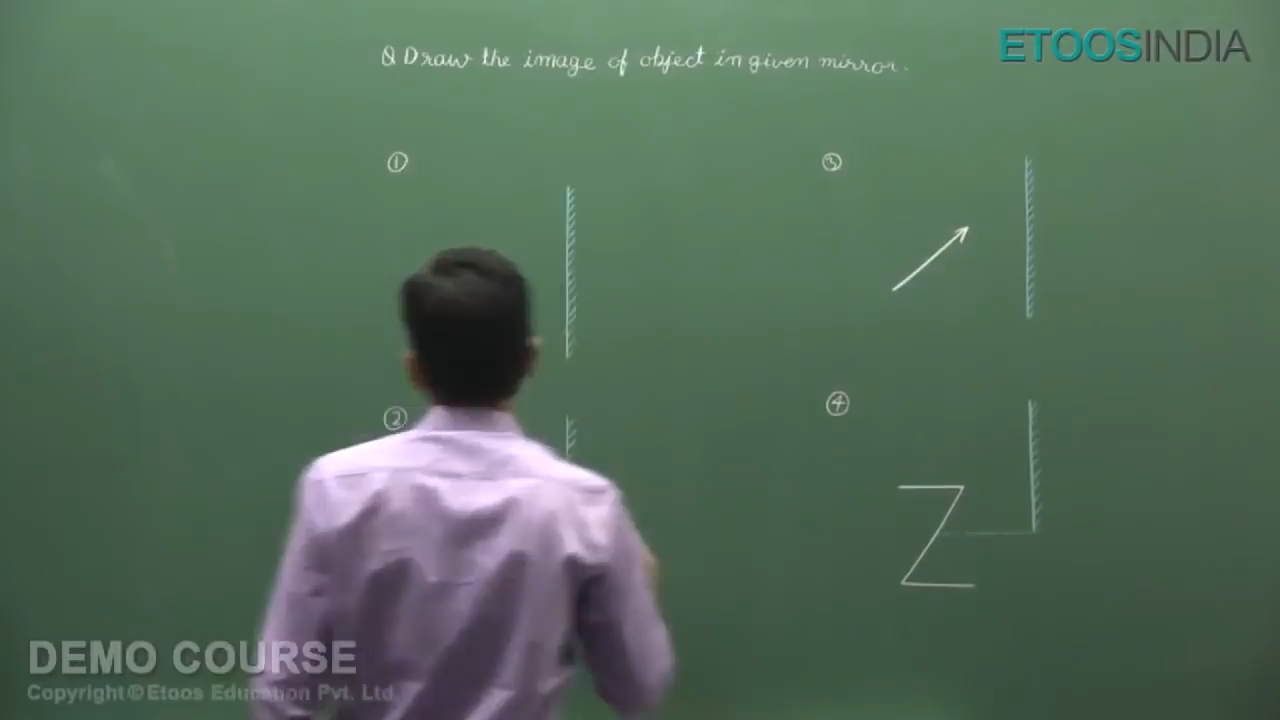 Q Draw the image of object in given mirror.
ETOOSINDIA
①
③
②
④
Z
DEMO COURSE
Copyright © Etoos Education Pvt. Ltd.